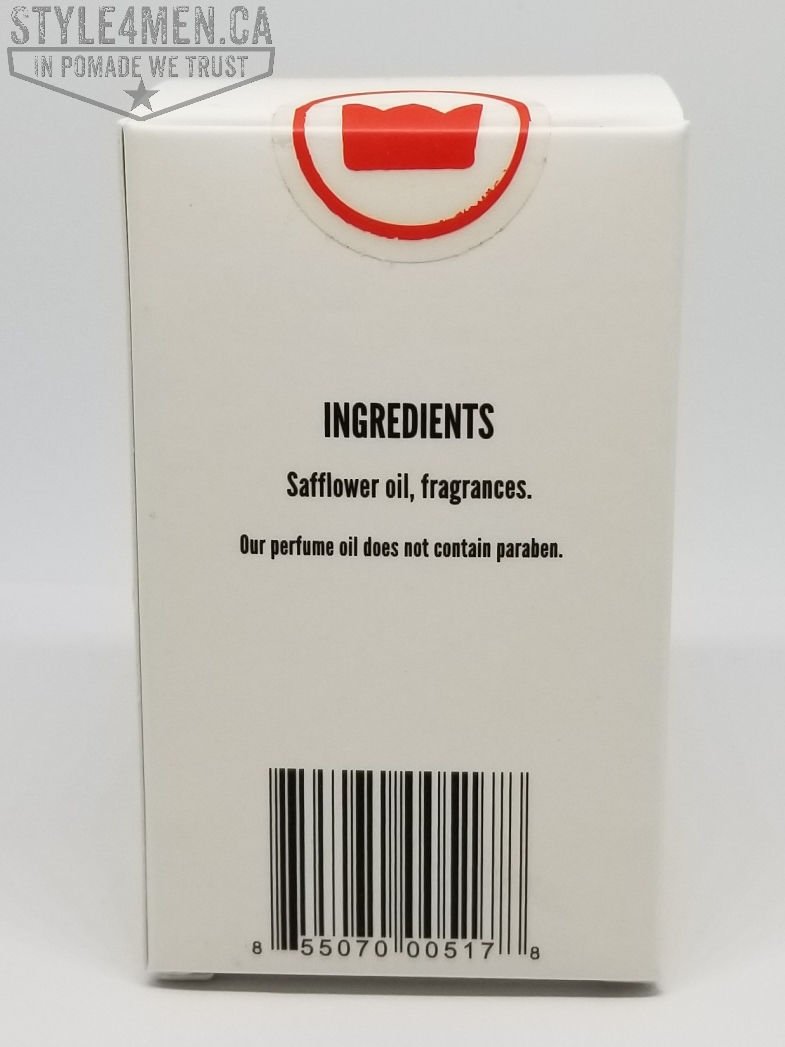 STYLE4MEN.CA
IN POMADE WE TRUST
INGREDIENTS
Safflower oil, fragrances.
Our perfume oil does not contain paraben.
8 55070 00517 8